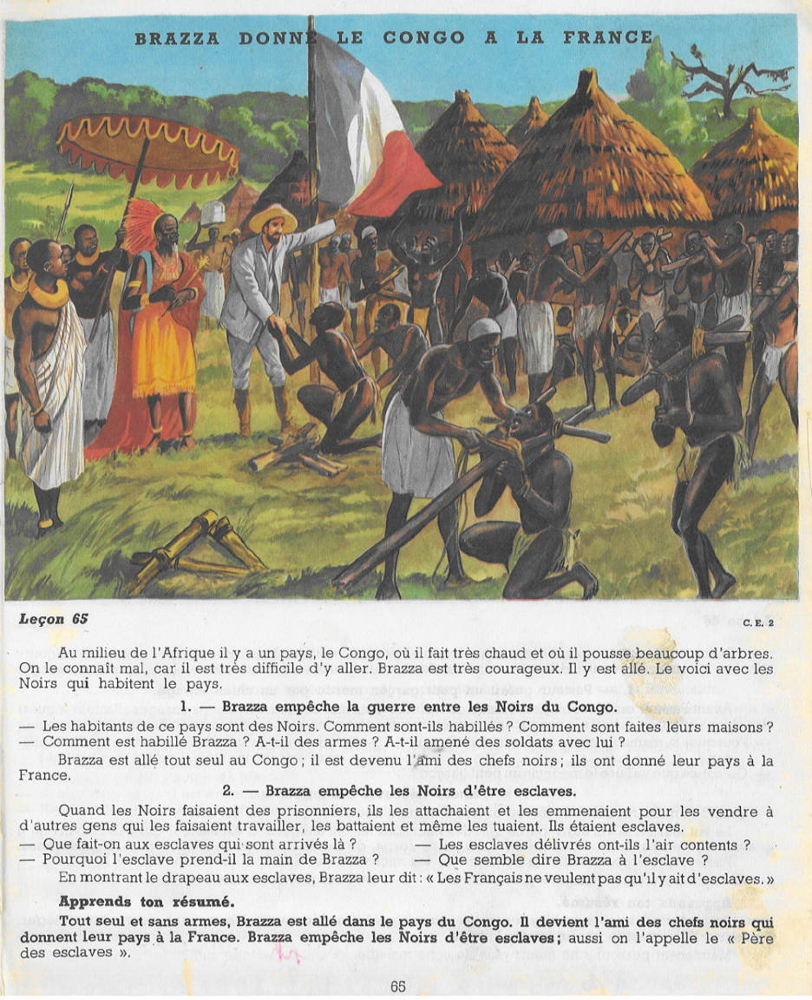 BRAZZA DONNE LE CONGO A LA FRANCE
Leçon 65
C. E. 2
Au milieu de l'Afrique il y a un pays, le Congo, où il fait très chaud et où il pousse beaucoup d'arbres.
On le connaît mal, car il est très difficile d'y aller. Brazza est très courageux. Il y est allé. Le voici avec les
Noirs qui habitent le pays.
1. — Brazza empêche la guerre entre les Noirs du Congo.
— Les habitants de ce pays sont des Noirs. Comment sont-ils habillés ? Comment sont faites leurs maisons ?
— Comment est habillé Brazza ? A-t-il des armes ? A-t-il amené des soldats avec lui ?
Brazza est allé tout seul au Congo ; il est devenu l'ami des chefs noirs ; ils ont donné leur pays à la
France.
2. — Brazza empêche les Noirs d'être esclaves.
Quand les Noirs faisaient des prisonniers, ils les attachaient et les emmenaient pour les vendre à
d'autres gens qui les faisaient travailler, les battaient et même les tuaient. Ils étaient esclaves.
— Que fait-on aux esclaves qui sont arrivés là ? — Les esclaves délivrés ont-ils l'air contents ?
— Pourquoi l'esclave prend-il la main de Brazza ? — Que semble dire Brazza à l'esclave ?
En montrant le drapeau aux esclaves, Brazza leur dit : « Les Français ne veulent pas qu'il y ait d'esclaves. »
Apprends ton résumé.
Tout seul et sans armes, Brazza est allé dans le pays du Congo. Il devient l'ami des chefs noirs qui
donnent leur pays à la France. Brazza empêche les Noirs d'être esclaves ; aussi on l'appelle le « Père
des esclaves ».
65